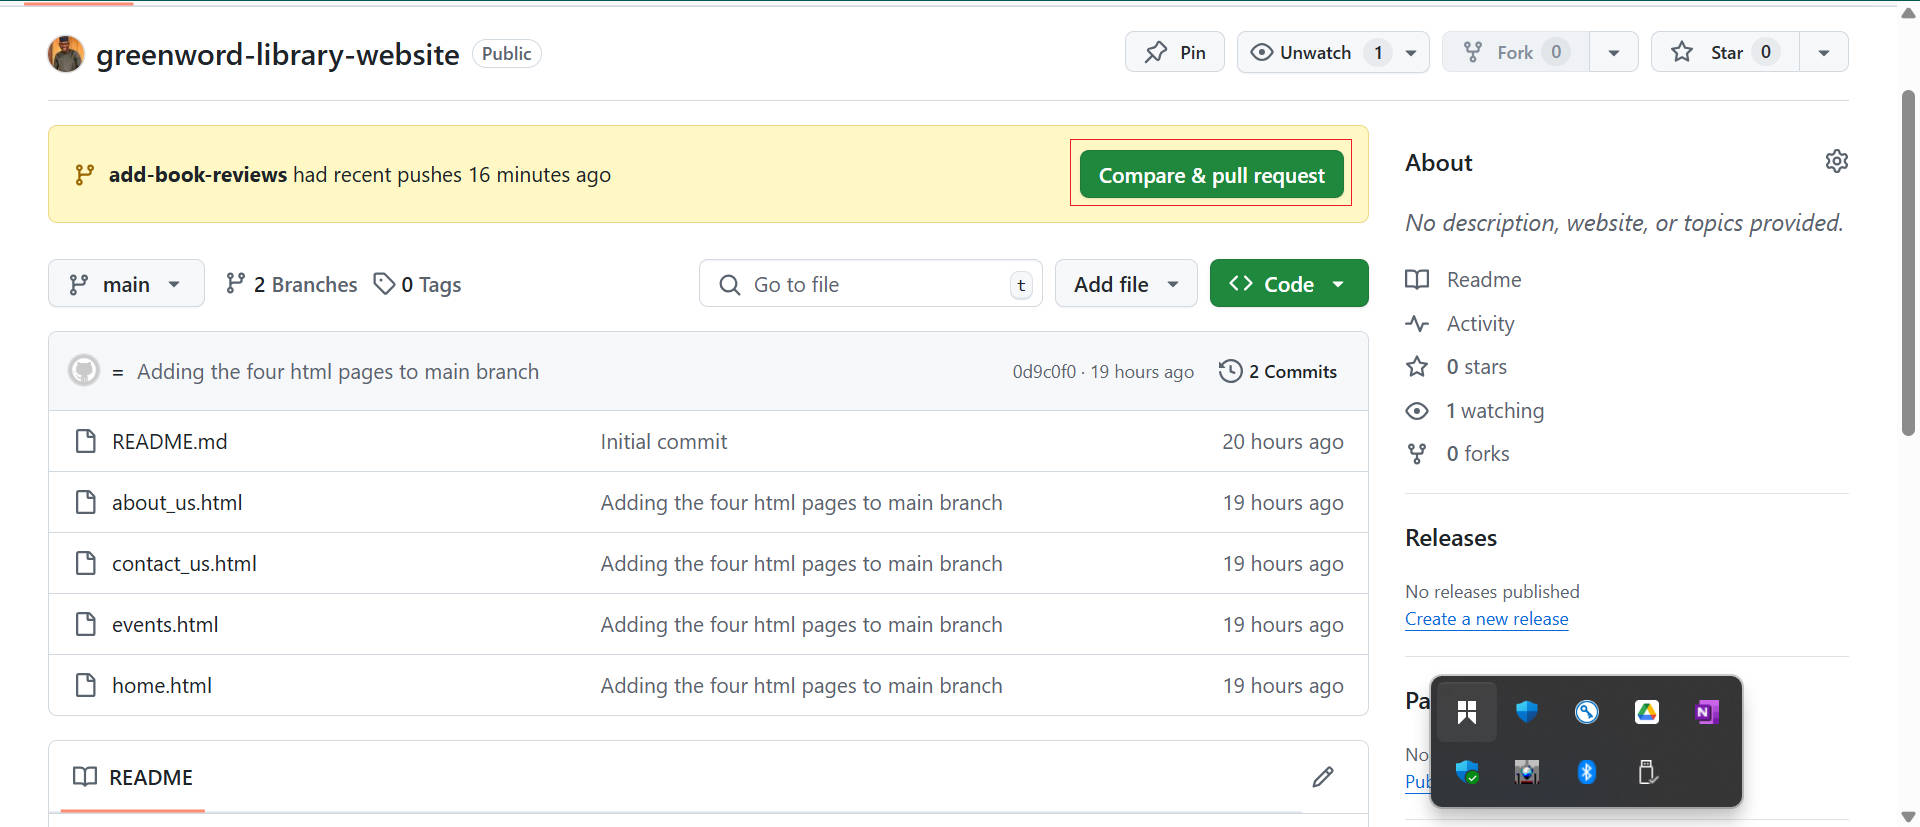 greenword-library-website Public Pin Unwatch 1 Fork 0 Star 0
add-book-reviews had recent pushes 16 minutes ago Compare & pull request
main 2 Branches 0 Tags Go to file t Add file <> Code
= Adding the four html pages to main branch 0d9c0f0 · 19 hours ago 2 Commits
README.md Initial commit 20 hours ago
about_us.html Adding the four html pages to main branch 19 hours ago
contact_us.html Adding the four html pages to main branch 19 hours ago
events.html Adding the four html pages to main branch 19 hours ago
home.html Adding the four html pages to main branch 19 hours ago
README
About
No description, website, or topics provided.
Readme
Activity
0 stars
1 watching
0 forks
Releases
No releases published
Create a new release
Pa
No
Pub
N